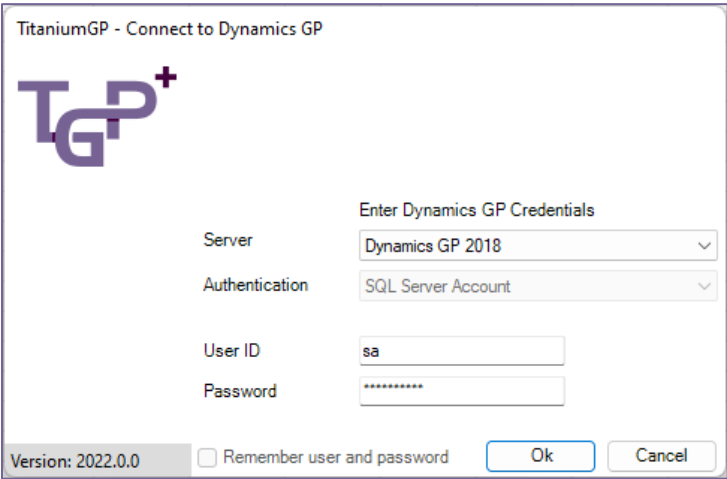 TitaniumGP - Connect to Dynamics GP
TGP+
Enter Dynamics GP Credentials
Server Dynamics GP 2018
Authentication SQL Server Account
User ID sa
Password **********
Version: 2022.0.0 Remember user and password Ok Cancel